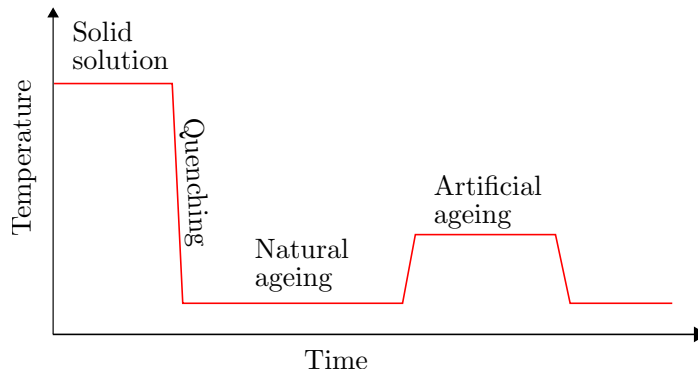 Solid
solution
Quenching
Natural
ageing
Artificial
ageing
Temperature
Time